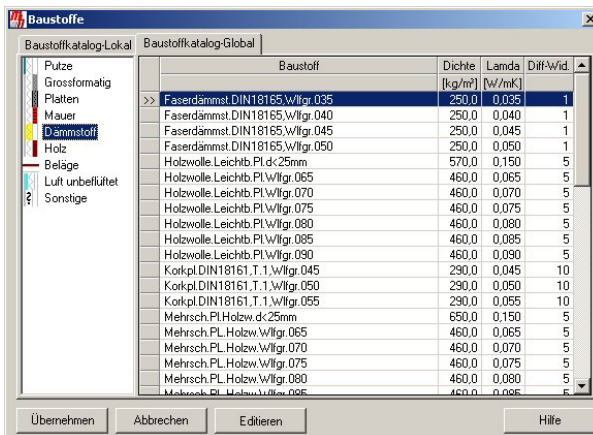 Baustoffe
Baustoffkatalog-Lokal Baustoffkatalog-Global
Putze
Grossformatig
Platten
Mauer
Dämmstoff
Holz
Beläge
Luft unbeflüftet
Sonstige
Baustoff Dichte Lamda Diff-Wid.
[kg/m³] [W/mK]
>> Faserdämmst.DIN18165,Wlfgr.035 250,0 0,035 1
Faserdämmst.DIN18165,Wlfgr.040 250,0 0,040 1
Faserdämmst.DIN18165,Wlfgr.045 250,0 0,045 1
Faserdämmst.DIN18165,Wlfgr.050 250,0 0,050 1
Holzwolle.Leichtb.Pl.d<25mm 570,0 0,150 5
Holzwolle.Leichtb.Pl.Wlfgr.065 460,0 0,065 5
Holzwolle.Leichtb.Pl.Wlfgr.070 460,0 0,070 5
Holzwolle.Leichtb.Pl.Wlfgr.075 460,0 0,075 5
Holzwolle.Leichtb.Pl.Wlfgr.080 460,0 0,080 5
Holzwolle.Leichtb.Pl.Wlfgr.085 460,0 0,085 5
Holzwolle.Leichtb.Pl.Wlfgr.090 460,0 0,090 5
Korkpl.DIN18161,T.1,Wlfgr.045 290,0 0,045 10
Korkpl.DIN18161,T.1,Wlfgr.050 290,0 0,050 10
Korkpl.DIN18161,T.1,Wlfgr.055 290,0 0,055 10
Mehrsch.Pl.Holzw.d<25mm 650,0 0,150 5
Mehrsch.PL.Holzw.Wlfgr.065 460,0 0,065 5
Mehrsch.PL.Holzw.Wlfgr.070 460,0 0,070 5
Mehrsch.PL.Holzw.Wlfgr.075 460,0 0,075 5
Mehrsch.PL.Holzw.Wlfgr.080 460,0 0,080 5
Mehrsch.PL.Holzw.Wlfgr.085 460,0 0,085 5
Übernehmen Abbrechen Editieren Hilfe